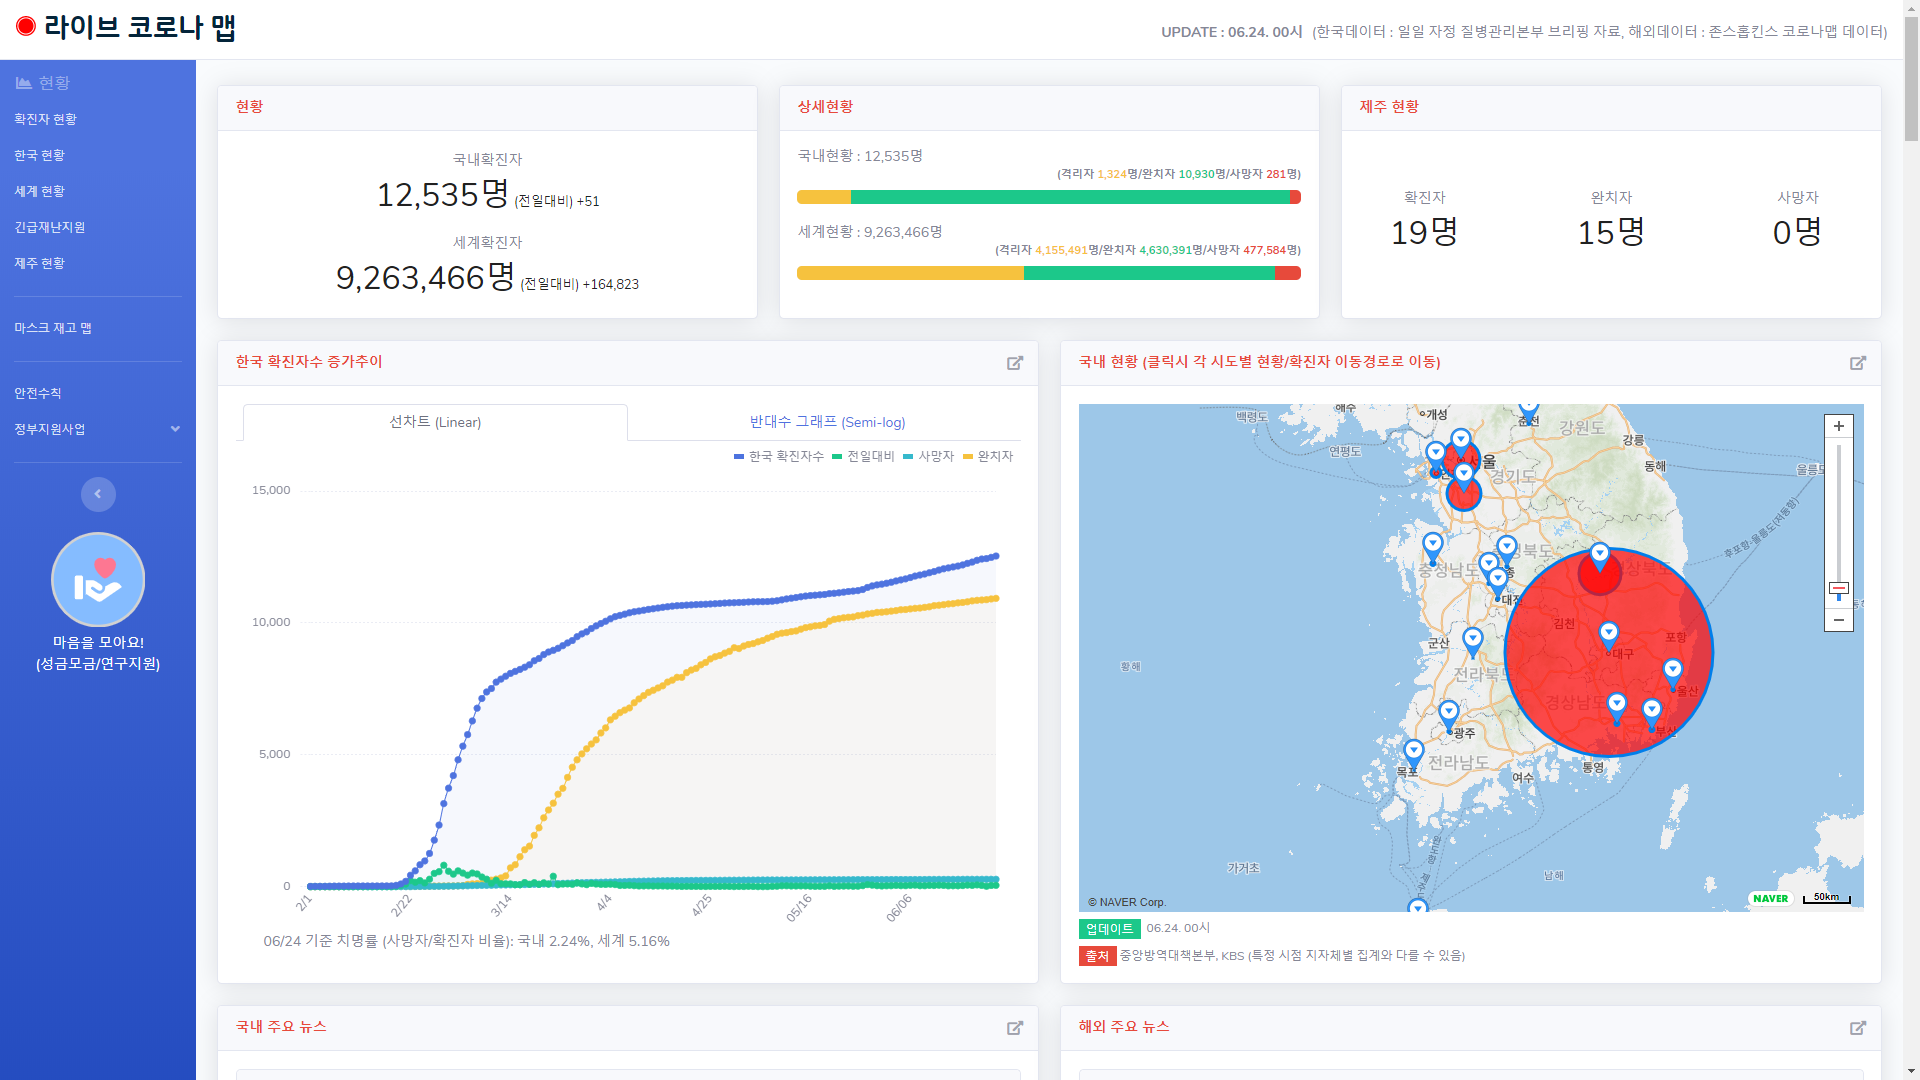 라이브 코로나 맵
UPDATE : 06.24. 00시 (한국데이터 : 일일 자정 질병관리본부 브리핑 자료, 해외데이터 : 존스홉킨스 코로나맵 데이터)
현황
확진자 현황
한국 현황
세계 현황
긴급재난지원
제주 현황
마스크 재고 맵
안전수칙
정부지원사업
마음을 모아요!
(성금모금/연구지원)
현황
국내확진자
12,535명 (전일대비) +51
세계확진자
9,263,466명 (전일대비) +164,823
상세현황
국내현황 : 12,535명
(격리자 1,324명/완치자 10,930명/사망자 281명)
세계현황 : 9,263,466명
(격리자 4,155,491명/완치자 4,630,391명/사망자 477,584명)
제주 현황
확진자 완치자 사망자
19명 15명 0명
한국 확진자수 증가추이
선차트 (Linear) 반대수 그래프 (Semi-log)
한국 확진자수 전일대비 사망자 완치자
15,000
10,000
5,000
0
2/1 2/22 3/14 4/4 4/25 05/16 06/06
06/24 기준 치명률 (사망자/확진자 비율): 국내 2.24%, 세계 5.16%
국내 현황 (클릭시 각 시도별 현황/확진자 이동경로로 이동)
백령도
해주
개성
춘천
강원도
강릉
연평도
경기도
동해
울릉도
후포항-울릉도(저동항)
충청남도
대전
김천
포항
군산
대구
전라북도
경상남도
울산
황해
광주
부산
목포
전라남도
여수
통영
가거초
남해
© NAVER Corp.
NAVER
50km
업데이트 06.24. 00시
출처 중앙방역대책본부, KBS (특정 시점 지자체별 집계와 다를 수 있음)
국내 주요 뉴스
해외 주요 뉴스